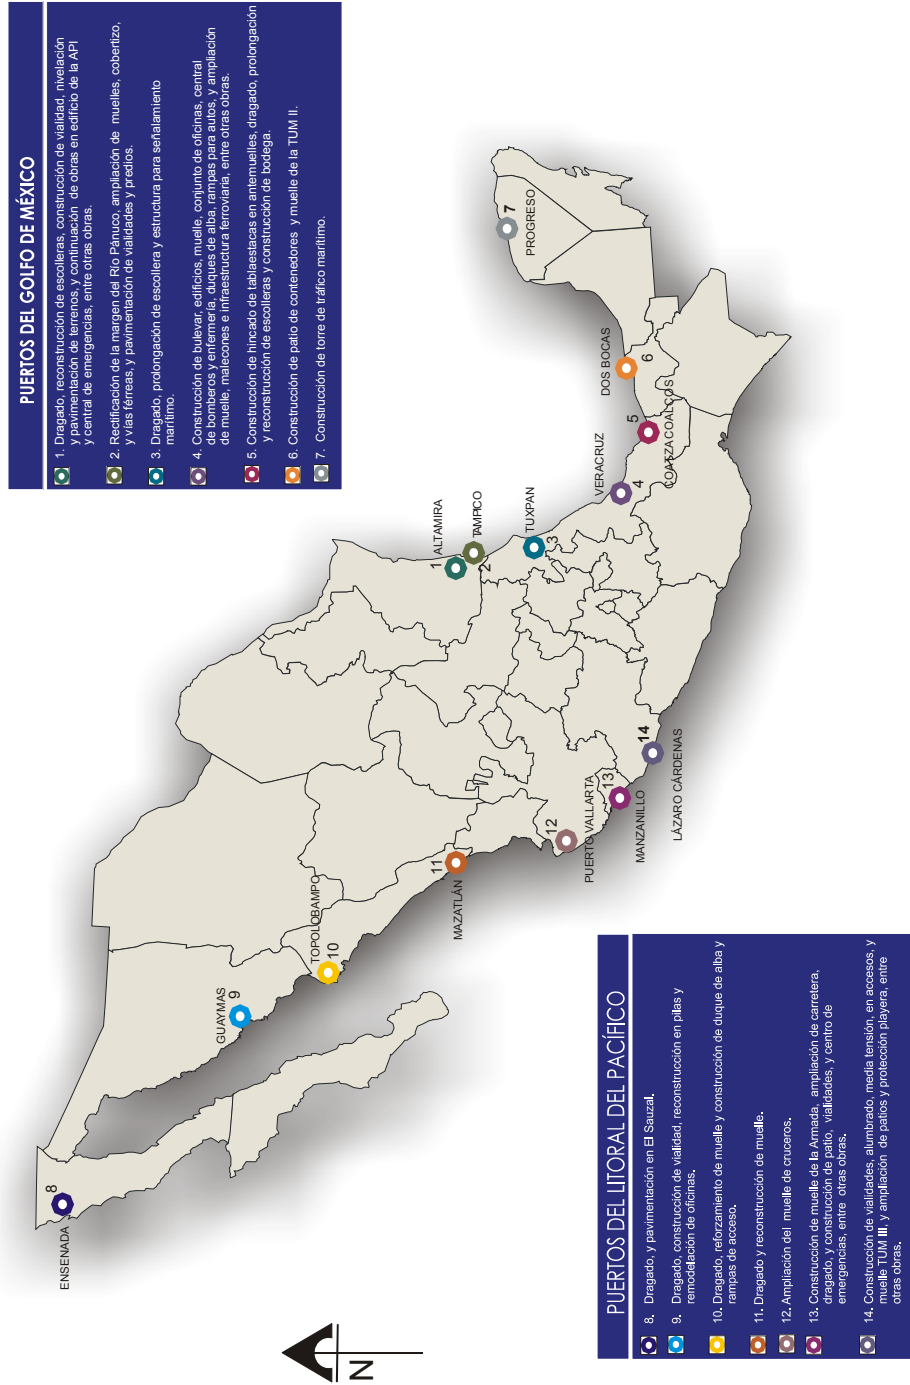 PUERTOS DEL GOLFO DE MÉXICO
1. Dragado, reconstrucción de escolleras, construcción de vialidad, nivelación
y pavimentación de terrenos, y continuación de obras en edificio de la API
y central de emergencias, entre otras obras.
2. Rectificación de la margen del Río Pánuco, ampliación de muelles, cobertizo,
y vías férreas, y pavimentación de vialidades y predios.
3. Dragado, prolongación de escollera y estructura para señalamiento
marítimo.
4. Construcción de bulevar, edificios, muelle, conjunto de oficinas, central
de bomberos y enfermería, duques de alba, rampas para autos, y ampliación
de muelle, malecones e infraestructura ferroviaria, entre otras obras.
5. Construcción de hincado de tablaestacas en antemuelles, dragado, prolongación
y reconstrucción de escolleras y construcción de bodega.
6. Construcción de patio de contenedores y muelle de la TUM II.
7. Construcción de torre de tráfico marítimo.
8
ENSENADA
GUAYMAS
9
TOPOLOBAMPO
10
11
MAZATLÁN
12
PUERTO VALLARTA
13
MANZANILLO
14
LÁZARO CÁRDENAS
1
ALTAMIRA
2
TAMPICO
TUXPAN
3
VERACRUZ
4
5
COATZACOALCOS
DOS BOCAS
6
7
PROGRESO
N
PUERTOS DEL LITORAL DEL PACÍFICO
8. Dragado, y pavimentación en El Sauzal.
9. Dragado, construcción de vialidad, reconstrucción en pilas y
remodelación de oficinas.
10. Dragado, reforzamiento de muelle y construcción de duque de alba y
rampas de acceso.
11. Dragado y reconstrucción de muelle.
12. Ampliación del muelle de cruceros.
13. Construcción de muelle de la Armada, ampliación de carretera,
dragado, y construcción de patio, vialidades, y centro de
emergencias, entre otras obras.
14. Construcción de vialidades, alumbrado, media tensión, en accesos, y
muelle TUM III, y ampliación de patios y protección playera, entre
otras obras.